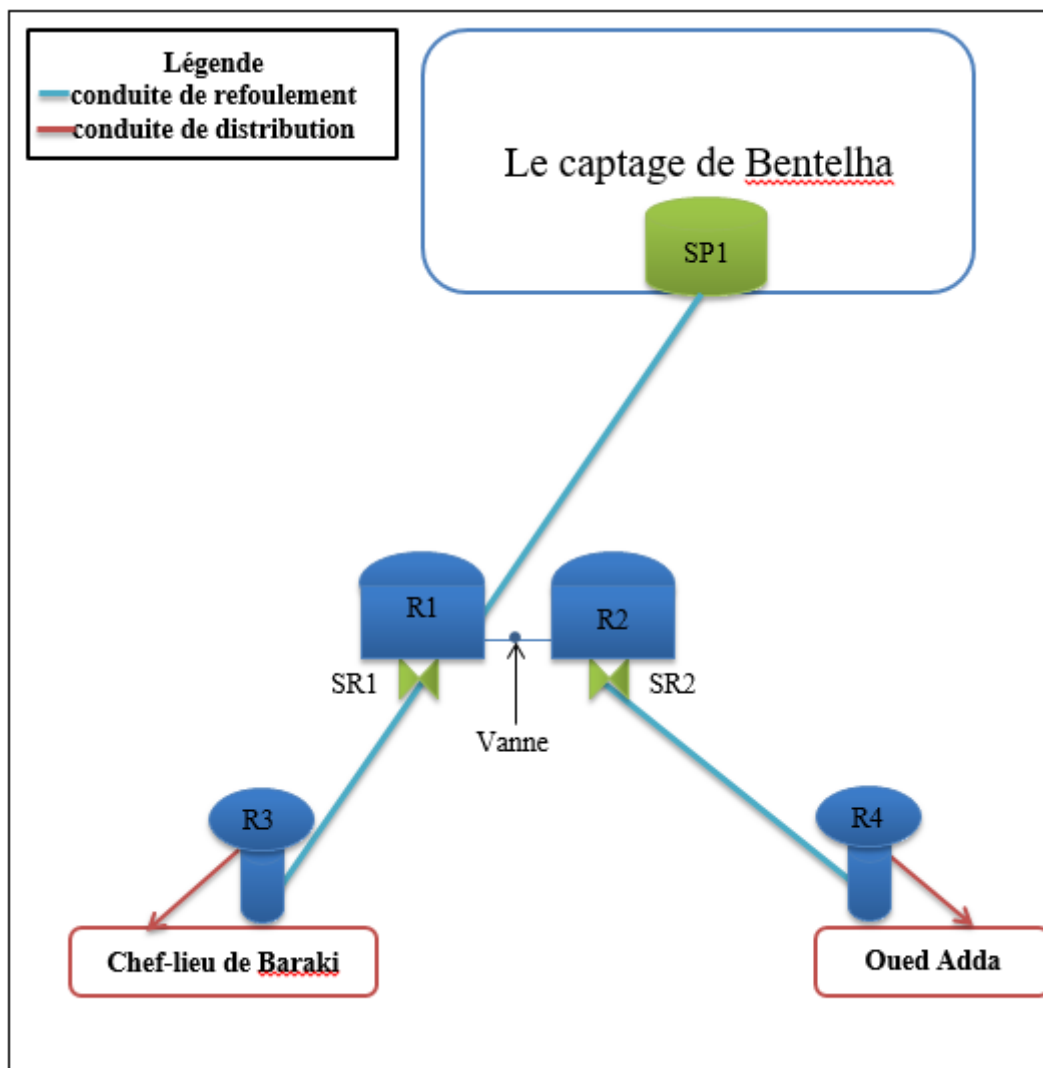 Légende
conduite de refoulement
conduite de distribution
Le captage de Bentelha
SP1
R1
R2
SR1
SR2
Vanne
R3
R4
Chef-lieu de Baraki
Oued Adda